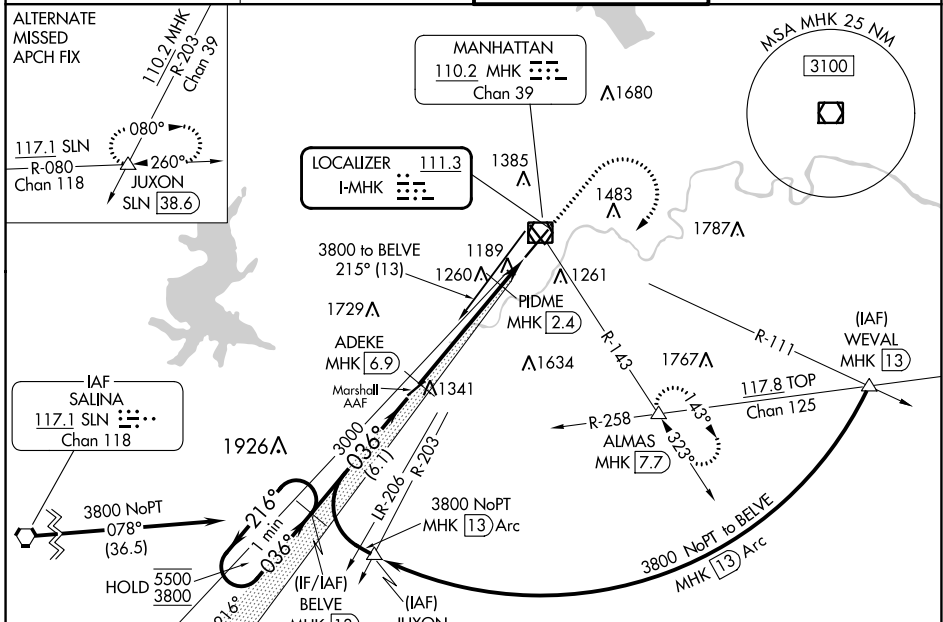 ALTERNATE
MISSED
APCH FIX
110.2 MHK
R-203
Chan 39
080°
260°
117.1 SLN
R-080
Chan 118
JUXON
SLN 38.6
MANHATTAN
110.2 MHK
Chan 39
LOCALIZER 111.3
I-MHK
MSA MHK 25 NM
3100
1680
1385
1483
1787
3800 to BELVE
215° (13)
1189
1260
1261
PIDME
MHK 2.4
1729
ADEKE
MHK 6.9
Marshall
AAF
1341
1634
R-143
1767
R-111
(IAF)
WEVAL
MHK 13
117.8 TOP
Chan 125
R-258
ALMAS
MHK 7.7
143°
323°
IAF
SALINA
117.1 SLN
Chan 118
1926
3000
036°
(6.1)
LR-206
R-203
3800 NoPT
078°
(36.5)
216°
1 min
036°
HOLD 5500
3800
3800 NoPT
MHK 13 Arc
3800 NoPT to BELVE
MHK 13 Arc
(IF/IAF)
BELVE
(IAF)
216°